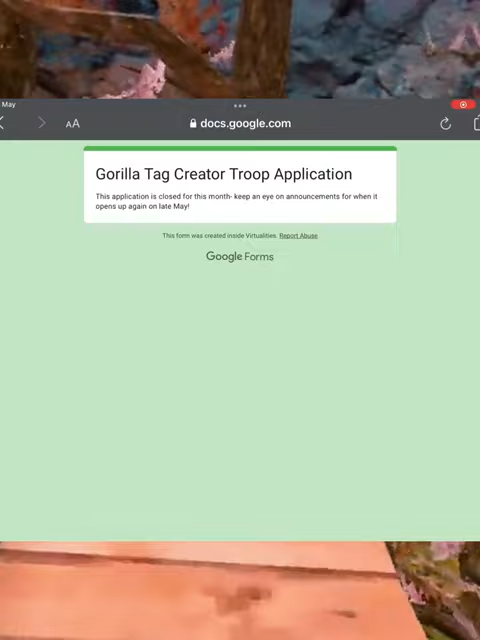 May
AA
docs.google.com
Gorilla Tag Creator Troop Application
This application is closed for this month- keep an eye on announcements for when it
opens up again on late May!
This form was created inside Virtualities. Report Abuse
Google Forms